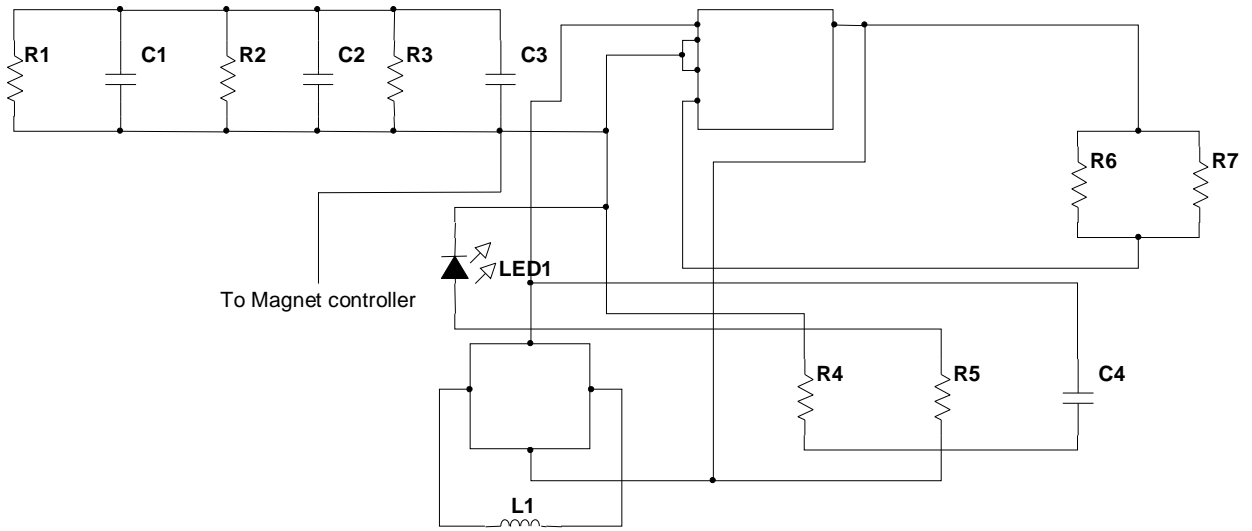 R1
C1
R2
C2
R3
C3
R6
R7
LED1
To Magnet controller
R4
R5
C4
L1